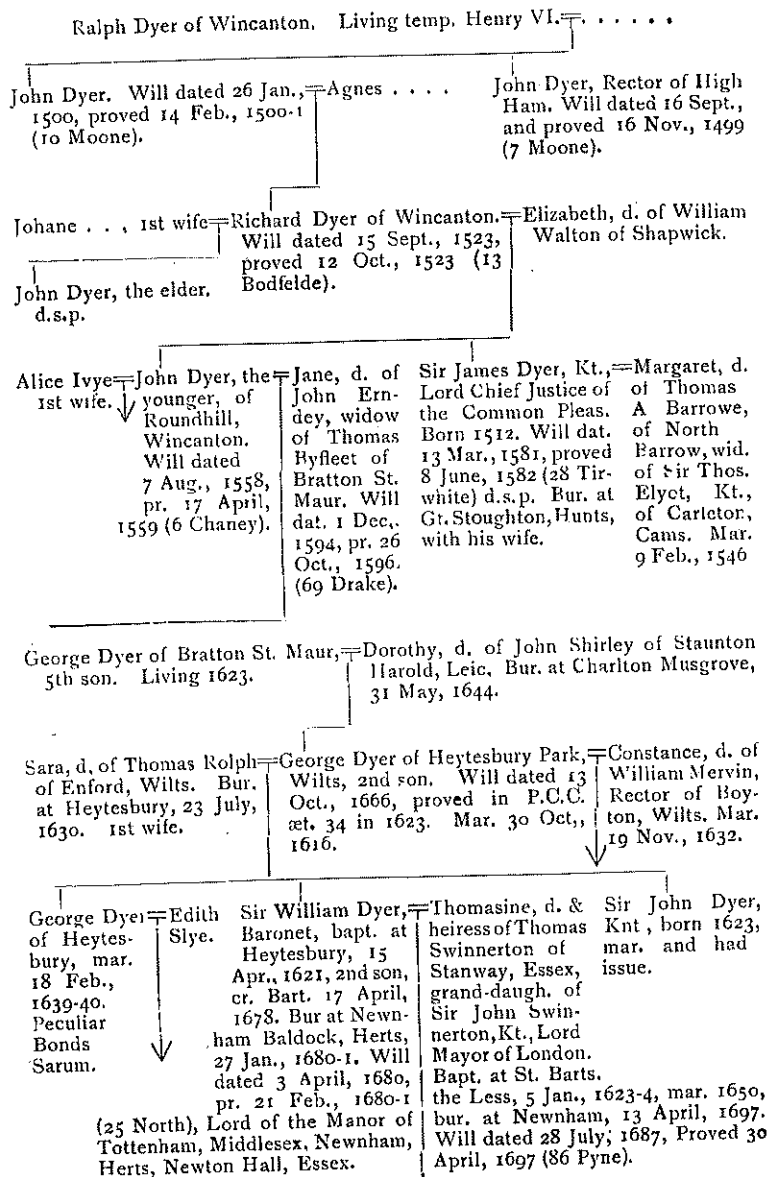 Ralph Dyer of Wincanton. Living temp. Henry VI.=. . . . .
John Dyer. Will dated 26 Jan.,
1500, proved 14 Feb., 1500-1
(10 Moone).
=Agnes . . . .
John Dyer, Rector of High
Ham. Will dated 16 Sept.,
and proved 16 Nov., 1499
(7 Moone).
Johane . . . 1st wife
=Richard Dyer of Wincanton.
Will dated 15 Sept., 1523,
proved 12 Oct., 1523 (13
Bodfelde).
=Elizabeth, d. of William
Walton of Shapwick.
John Dyer, the elder.
d.s.p.
Alice Ivye
1st wife.
=John Dyer, the
younger, of
Roundhill,
Wincanton.
Will dated
7 Aug., 1558,
pr. 17 April,
1559 (6 Chaney).
=Jane, d. of
John Ern-
dey, widow
of Thomas
Byfleet of
Bratton St.
Maur. Will
dat. 1 Dec,.
1594, pr. 26
Oct., 1596.
(69 Drake).
Sir James Dyer, Kt.,
Lord Chief Justice of
the Common Pleas.
Born 1512. Will dat.
13 Mar., 1581, proved
8 June, 1582 (28 Tir-
white) d.s.p. Bur. at
Gt. Stoughton, Hunts,
with his wife.
=Margaret, d.
of Thomas
A Barrowe,
of North
Barrow, wid.
of Sir Thos.
Elyct, Kt.,
of Carleton,
Cams. Mar.
9 Feb., 1546
George Dyer of Bratton St. Maur,
5th son. Living 1623.
=Dorothy, d. of John Shirley of Staunton
Harold, Leic. Bur. at Charlton Musgrove,
31 May, 1644.
Sara, d. of Thomas Rolph
of Enford, Wilts. Bur.
at Heytesbury, 23 July,
1630. 1st wife.
=George Dyer of Heytesbury Park,
Wilts, 2nd son. Will dated 13
Oct., 1666, proved in P.C.C.
æt. 34 in 1623. Mar. 30 Oct,,
1616.
=Constance, d. of
William Mervin,
Rector of Boy-
ton, Wilts. Mar.
19 Nov., 1632.
George Dyer
of Heytes-
bury, mar.
18 Feb.,
1639-40.
Peculiar
Bonds
Sarum.
=Edith
Slye.
Sir William Dyer,
Baronet, bapt. at
Heytesbury, 15
Apr., 1621, 2nd son,
cr. Bart. 17 April,
1678. Bur at Newn-
ham Baldock, Herts,
27 Jan., 1680-1. Will
dated 3 April, 1680,
pr. 21 Feb., 1680-1
(25 North), Lord of the Manor of
Tottenham, Middlesex, Newnham,
Herts, Newton Hall, Essex.
=Thomasine, d. &
heiress of Thomas
Swinnerton of
Stanway, Essex,
grand-daugh. of
Sir John Swin-
nerton, Kt., Lord
Mayor of London.
Bapt. at St. Barts.
the Less, 5 Jan., 1623-4, mar. 1650,
bur. at Newnham, 13 April, 1697.
Will dated 28 July; 1687, Proved 30
April, 1697 (86 Pyne).
Sir John Dyer,
Knt, born 1623,
mar. and had
issue.